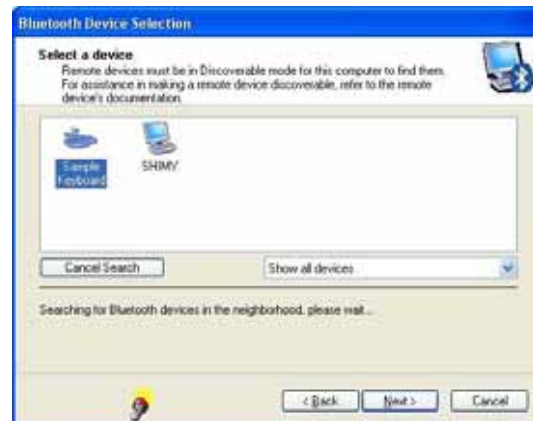 Bluetooth Device Selection
Select a device
Remote devices must be in Discoverable mode for this computer to find them.
For assistance in making a remote device discoverable, refer to the remote
device's documentation.
Sample
Keyboard
SHIMY
Cancel Search
Show all devices
Searching for Bluetooth devices in the neighborhood, please wait...
< Back
Next >
Cancel